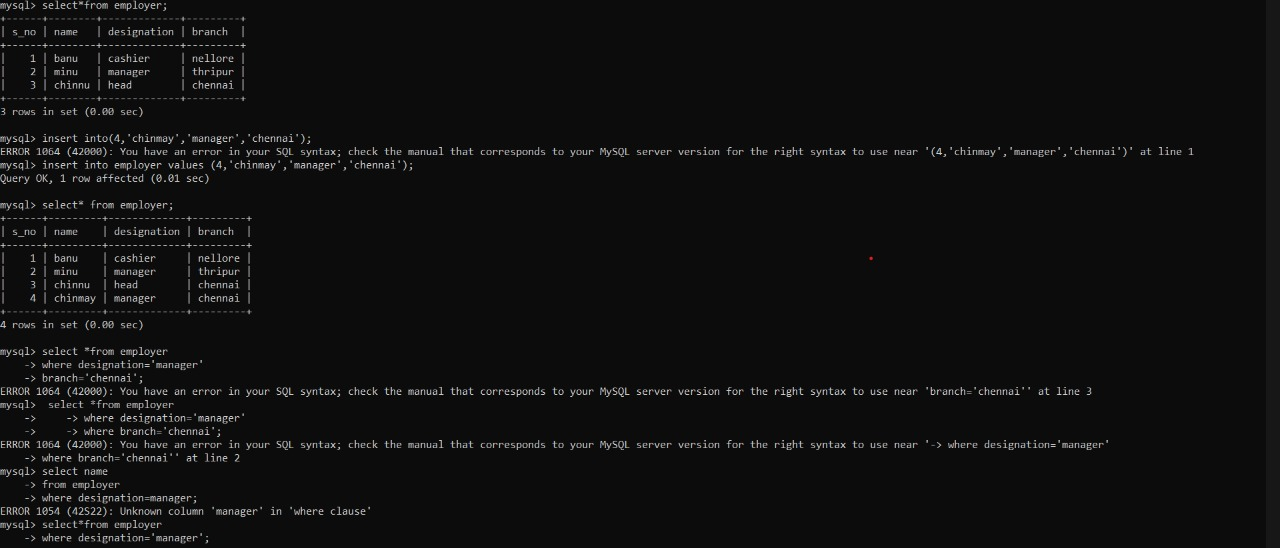 mysql> select*from employer;
+------+--------+-------------+---------+
| s_no | name   | designation | branch  |
+------+--------+-------------+---------+
|    1 | banu   | cashier     | nellore |
|    2 | minu   | manager     | thripur |
|    3 | chinnu | head        | chennai |
+------+--------+-------------+---------+
3 rows in set (0.00 sec)

mysql> insert into(4,'chinmay','manager','chennai');
ERROR 1064 (42000): You have an error in your SQL syntax; check the manual that corresponds to your MySQL server version for the right syntax to use near '(4,'chinmay','manager','chennai')' at line 1
mysql> insert into employer values (4,'chinmay','manager','chennai');
Query OK, 1 row affected (0.01 sec)

mysql> select* from employer;
+------+---------+-------------+---------+
| s_no | name    | designation | branch  |
+------+---------+-------------+---------+
|    1 | banu    | cashier     | nellore |
|    2 | minu    | manager     | thripur |
|    3 | chinnu  | head        | chennai |
|    4 | chinmay | manager     | chennai |
+------+---------+-------------+---------+
4 rows in set (0.00 sec)

mysql> select *from employer
    -> where designation='manager'
    -> branch='chennai';
ERROR 1064 (42000): You have an error in your SQL syntax; check the manual that corresponds to your MySQL server version for the right syntax to use near 'branch='chennai'' at line 3
mysql>  select *from employer
    ->     -> where designation='manager'
    ->     -> where branch='chennai';
ERROR 1064 (42000): You have an error in your SQL syntax; check the manual that corresponds to your MySQL server version for the right syntax to use near '-> where designation='manager'
    -> where branch='chennai'' at line 2
mysql> select name
    -> from employer
    -> where designation=manager;
ERROR 1054 (42S22): Unknown column 'manager' in 'where clause'
mysql> select*from employer
    -> where designation='manager';